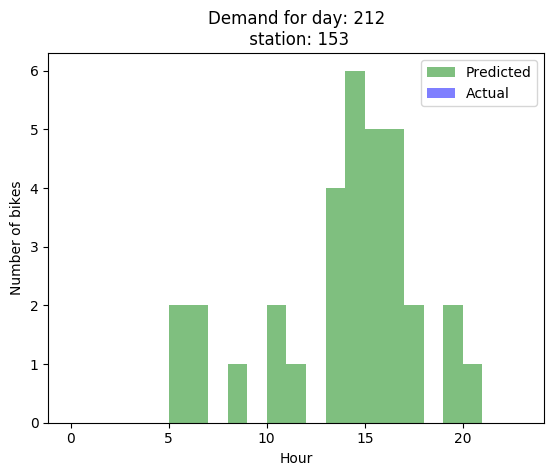 Demand for day: 212
station: 153
Predicted
Actual
Number of bikes
6
5
4
3
2
1
0
0 5 10 15 20
Hour